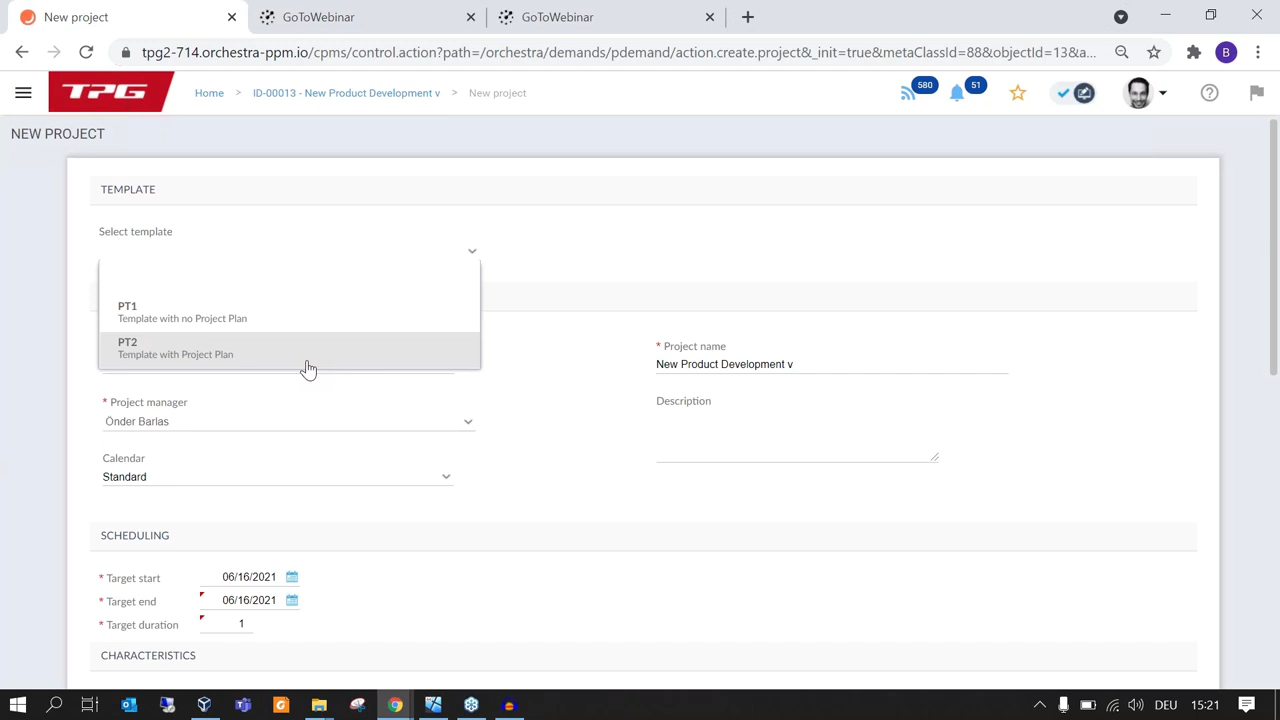 New project
GoToWebinar
GoToWebinar
tpg2-714.orchestra-ppm.io/cpms/control.action?path=/orchestra/demands/pdemand/action.create.project&_init=true&metaClassId=88&objectId=13&a...
B
TPG
Home > ID-00013 - New Product Development v > New project
580
51
NEW PROJECT
TEMPLATE
Select template
PT1
Template with no Project Plan
PT2
Template with Project Plan
* Project name
New Product Development v
* Project manager
Önder Barlas
Description
Calendar
Standard
SCHEDULING
* Target start 06/16/2021
* Target end 06/16/2021
* Target duration 1
CHARACTERISTICS
DEU 15:21